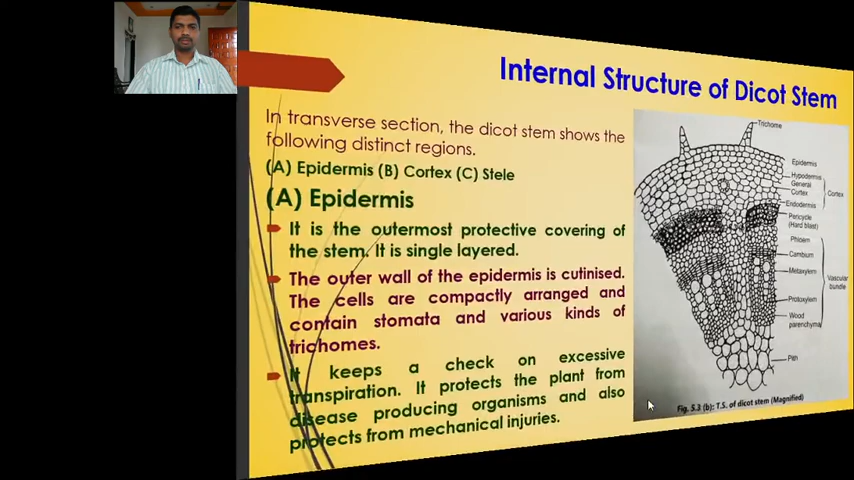 Internal Structure of Dicot Stem
In transverse section, the dicot stem shows the
following distinct regions.
(A) Epidermis (B) Cortex (C) Stele
(A) Epidermis
It is the outermost protective covering of
the stem. It is single layered.
The outer wall of the epidermis is cutinised.
The cells are compactly arranged and
contain stomata and various kinds of
trichomes.
It keeps a check on excessive
transpiration. It protects the plant from
disease producing organisms and also
protects from mechanical injuries.
Trichome
Epidermis
Hypodermis
General
Cortex
Cortex
Endodermis
Pericycle
(Hard blast)
Phloem
Cambium
Metaxylem
Vascular
bundle
Protoxylem
Wood
parenchyma
Pith
Fig. 5.3 (b): T.S. of dicot stem (Magnified)